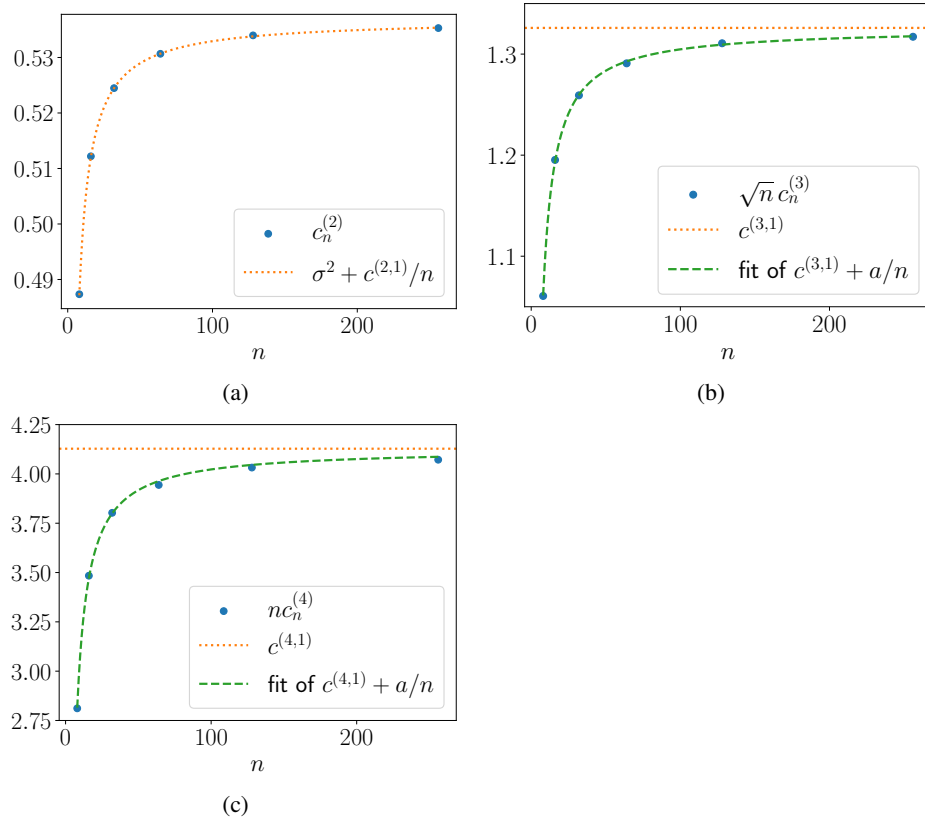 0.53
0.52
0.51
0.50
0.49
$c_n^{(2)}$
$\sigma^2 + c^{(2,1)}/n$
0 200
$n$
(a)
1.3
1.2
1.1
$\sqrt{n}\, c_n^{(3)}$
$c^{(3,1)}$
fit of $c^{(3,1)} + a/n$
0 100 200
$n$
(b)
4.25
4.00
3.75
3.50
3.25
3.00
2.75
$nc_n^{(4)}$
$c^{(4,1)}$
fit of $c^{(4,1)} + a/n$
0 100 200
$n$
(c)